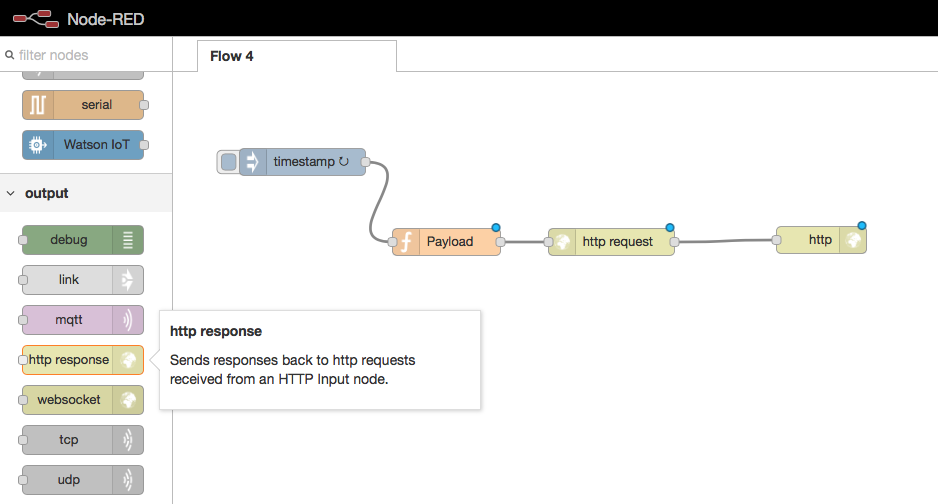 Node-RED
filter nodes
Flow 4
serial
Watson IoT
output
debug
link
mqtt
http response
websocket
tcp
udp
timestamp ↻
Payload
http request
http
http response
Sends responses back to http requests
received from an HTTP Input node.